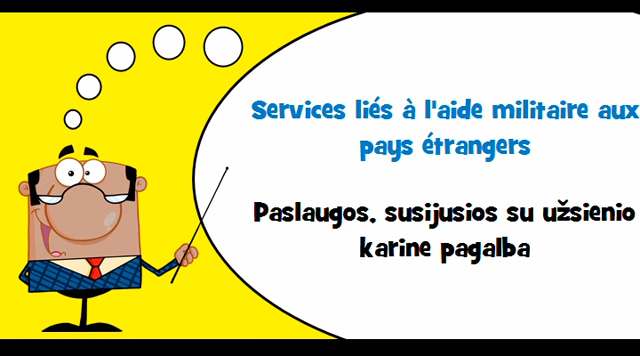 Services liés à l'aide militaire aux
pays étrangers
Paslaugos, susijusios su užsienio
karine pagalba